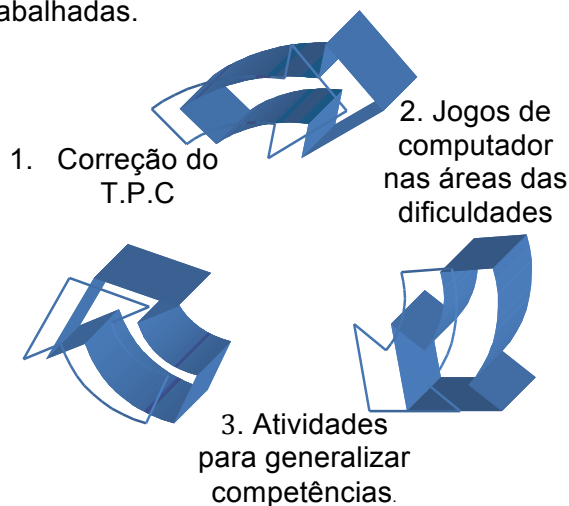 abalhadas.
1. Correção do
T.P.C
2. Jogos de
computador
nas áreas das
dificuldades
3. Atividades
para generalizar
competências.